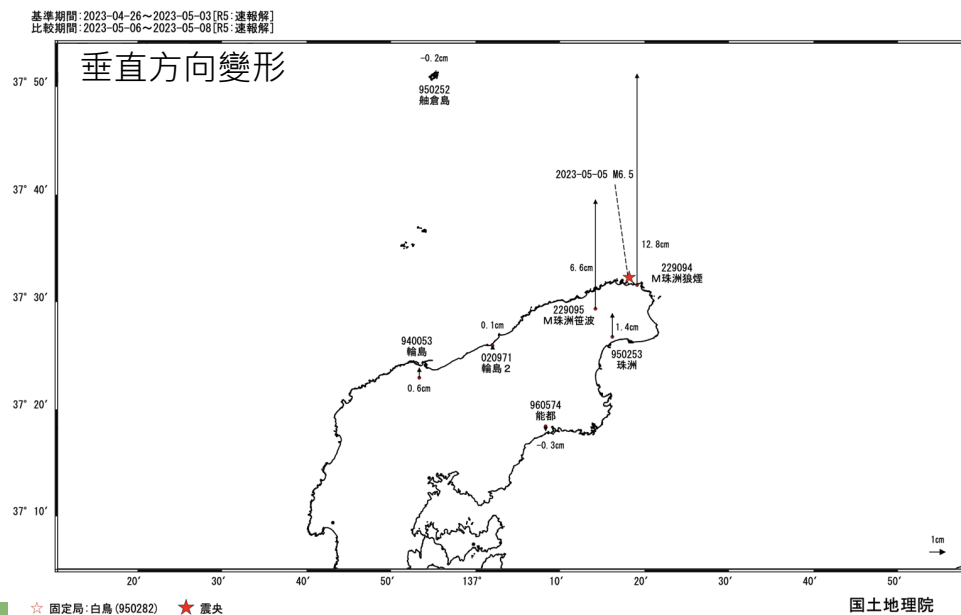 基準期間:2023-04-26～2023-05-03[R5:速報解]
比較期間:2023-05-06～2023-05-08[R5:速報解]
垂直方向變形
-0.2cm
950252
舳倉島
37° 50′
37° 40′
37° 30′
37° 20′
37° 10′
2023-05-05 M6.5
12.8cm
6.6cm
229094
M珠洲狼煙
229095
M珠洲笹波
1.4cm
950253
珠洲
0.1cm
020971
輪島2
940053
輪島
0.6cm
960574
能都
-0.3cm
1cm
20′ 40′ 50′ 137° 10′ 20′ 30′ 40′ 50′
☆ 固定局:白鳥(950282) ★ 震央
国土地理院